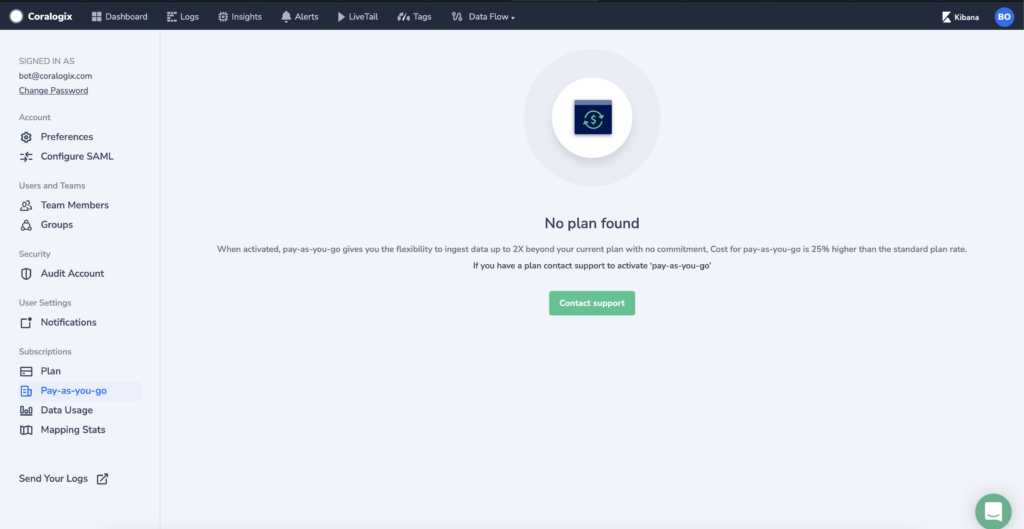 Coralogix Dashboard Logs Insights Alerts LiveTail Tags Data Flow Kibana BO
SIGNED IN AS
bot@coralogix.com
Change Password
Account
Preferences
Configure SAML
Users and Teams
Team Members
Groups
Security
Audit Account
User Settings
Notifications
Subscriptions
Plan
Pay-as-you-go
Data Usage
Mapping Stats
Send Your Logs
$
No plan found
When activated, pay-as-you-go gives you the flexibility to ingest data up to 2X beyond your current plan with no commitment, Cost for pay-as-you-go is 25% higher than the standard plan rate.
If you have a plan contact support to activate 'pay-as-you-go'
Contact support